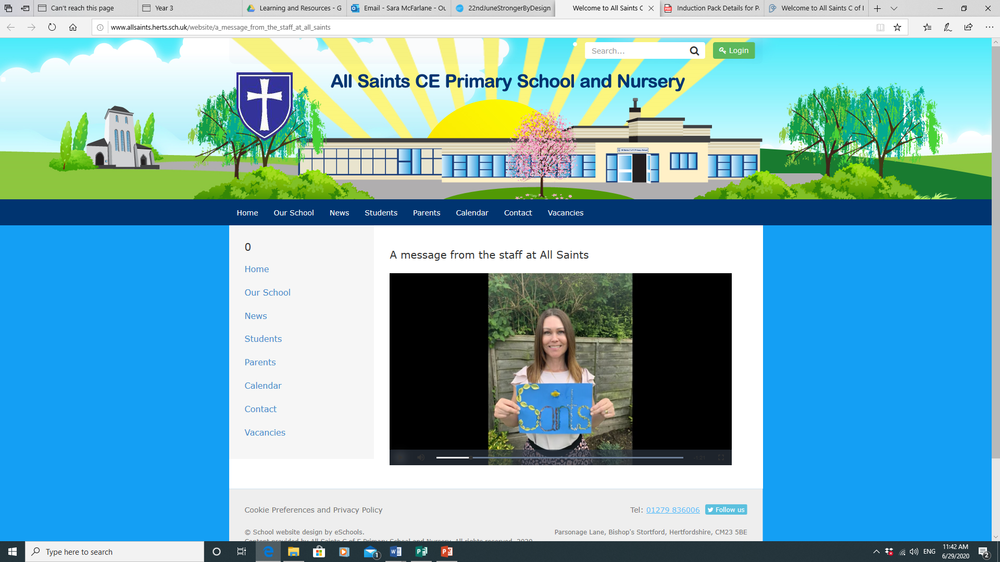 Can't reach this page
Year 3
Learning and Resources - G
Email - Sara McFarlane - Ou
22ndJuneStrongerByDesign
Welcome to All Saints C
Induction Pack Details for P
Welcome to All Saints C of
www.allsaints.herts.sch.uk/website/a_message_from_the_staff_at_all_saints
Search...
Login
All Saints CE Primary School and Nursery
All Saints C of E Primary School
Home Our School News Students Parents Calendar Contact Vacancies
0
Home
Our School
News
Students
Parents
Calendar
Contact
Vacancies
A message from the staff at All Saints
-1:21
Cookie Preferences and Privacy Policy
Tel: 01279 836006 Follow us
© School website design by eSchools.
Parsonage Lane, Bishop's Stortford, Hertfordshire, CM23 5BE
Content provided by All Saints C of E Primary School and Nursery. All rights reserved. 2020
Type here to search
1
ENG
11:42 AM
6/29/2020
2